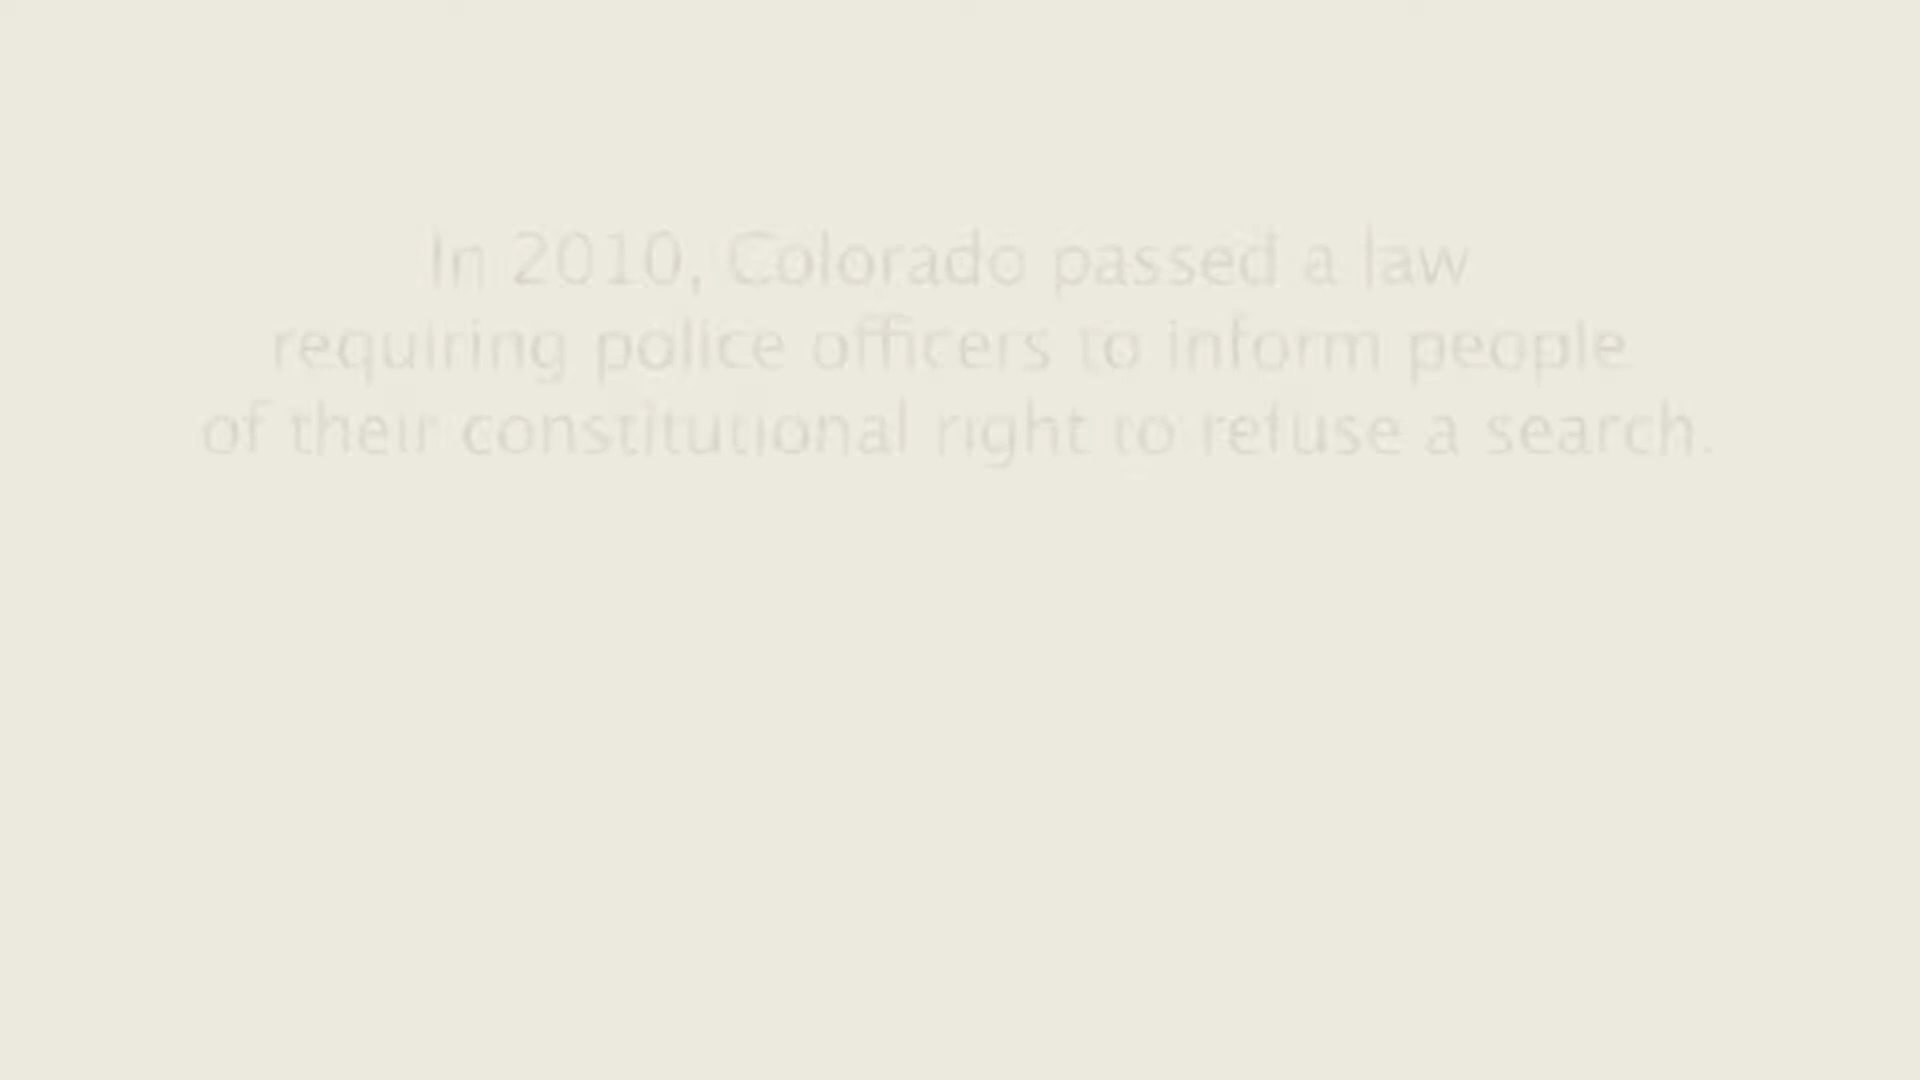 In 2010, Colorado passed a law
requiring police officers to inform people
of their constitutional right to refuse a search.